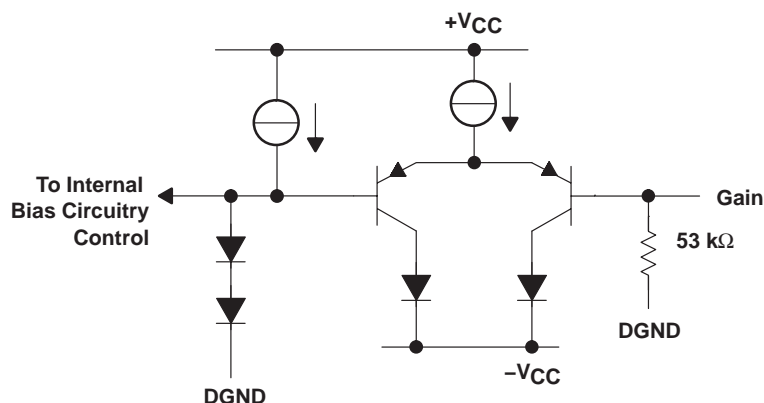 +VCC
To Internal
Bias Circuitry
Control
Gain
53 kΩ
DGND
−VCC
DGND